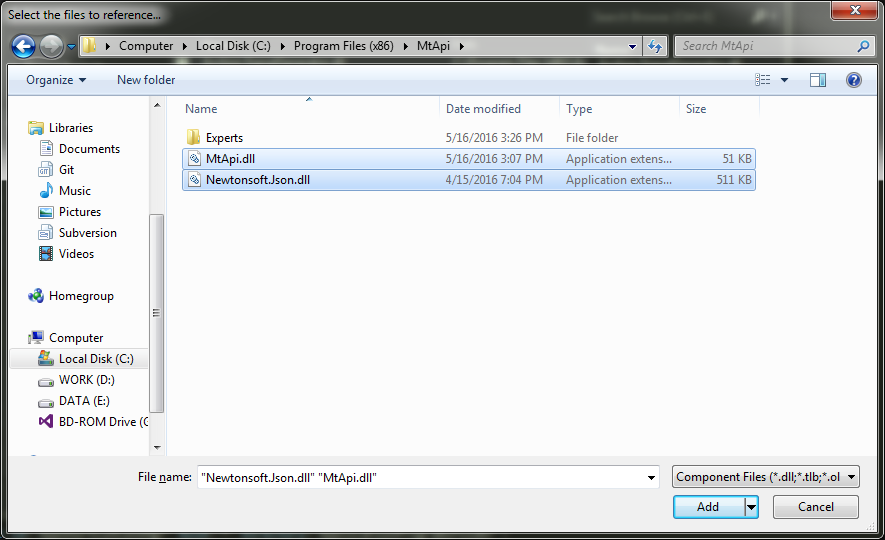 Select the files to reference...
Computer Local Disk (C:) Program Files (x86) MtApi
Search MtApi
Organize New folder
Name Date modified Type Size
Libraries
Documents
Git
Music
Pictures
Subversion
Videos
Homegroup
Computer
Local Disk (C:)
WORK (D:)
DATA (E:)
BD-ROM Drive (G
Experts 5/16/2016 3:26 PM File folder
MtApi.dll 5/16/2016 3:07 PM Application extens... 51 KB
Newtonsoft.Json.dll 4/15/2016 7:04 PM Application extens... 511 KB
File name: "Newtonsoft.Json.dll" "MtApi.dll" Component Files (*.dll;*.tlb;*.ol
Add Cancel